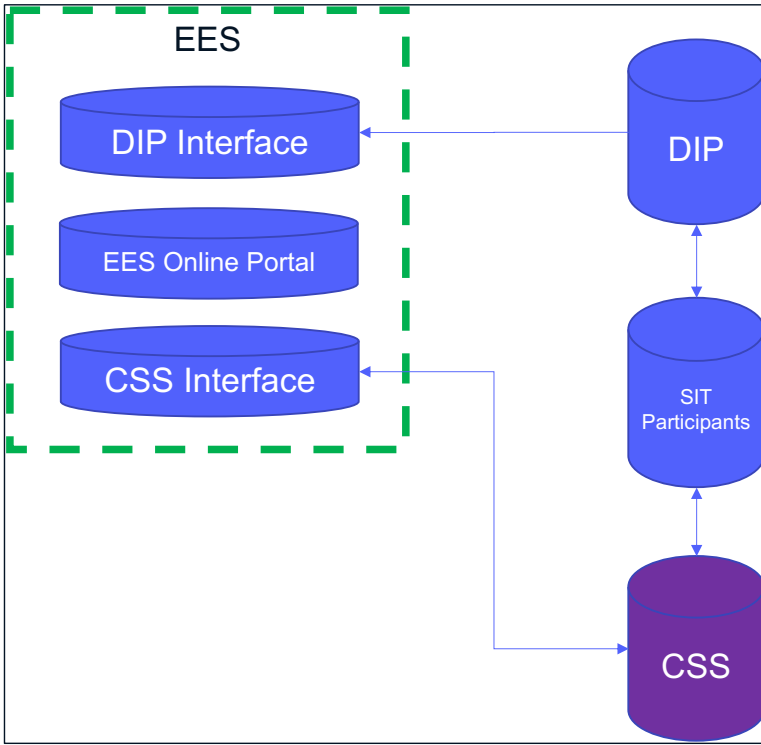 EES
DIP Interface
DIP
EES Online Portal
CSS Interface
SIT
Participants
CSS